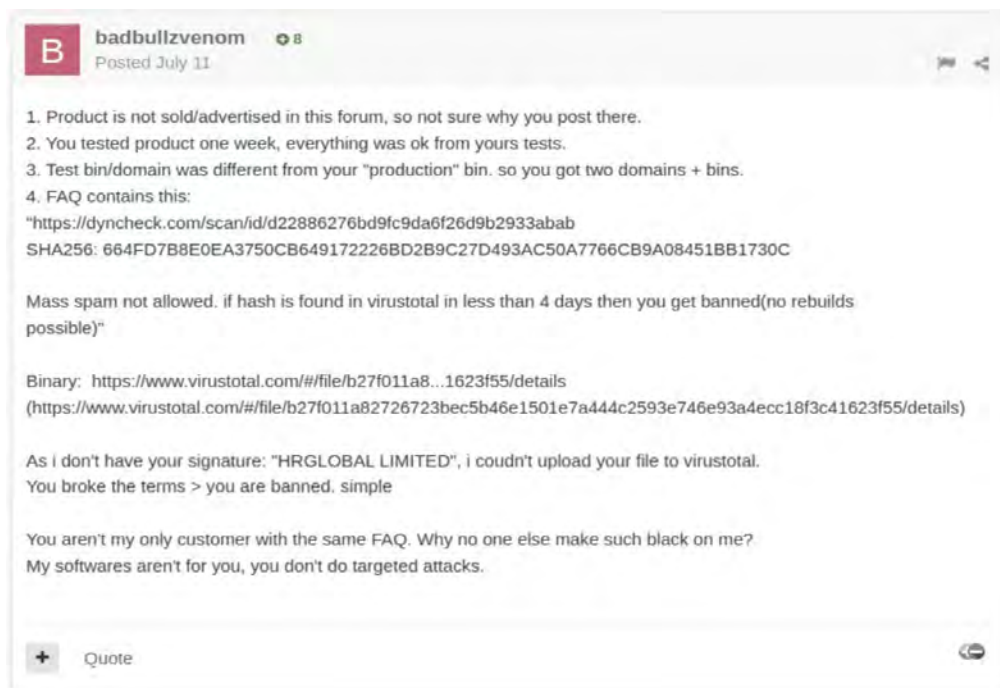 B
badbullzvenom 8
Posted July 11
1. Product is not sold/advertised in this forum, so not sure why you post there.
2. You tested product one week, everything was ok from yours tests.
3. Test bin/domain was different from your "production" bin. so you got two domains + bins.
4. FAQ contains this:
"https://dyncheck.com/scan/id/d22886276bd9fc9da6f26d9b2933abab
SHA256: 664FD7B8E0EA3750CB649172226BD2B9C27D493AC50A7766CB9A08451BB1730C
Mass spam not allowed. if hash is found in virustotal in less than 4 days then you get banned(no rebuilds
possible)"
Binary:  https://www.virustotal.com/#/file/b27f011a8...1623f55/details
(https://www.virustotal.com/#/file/b27f011a82726723bec5b46e1501e7a444c2593e746e93a4ecc18f3c41623f55/details)
As i don't have your signature: "HRGLOBAL LIMITED", i coudn't upload your file to virustotal.
You broke the terms > you are banned. simple
You aren't my only customer with the same FAQ. Why no one else make such black on me?
My softwares aren't for you, you don't do targeted attacks.
+ Quote